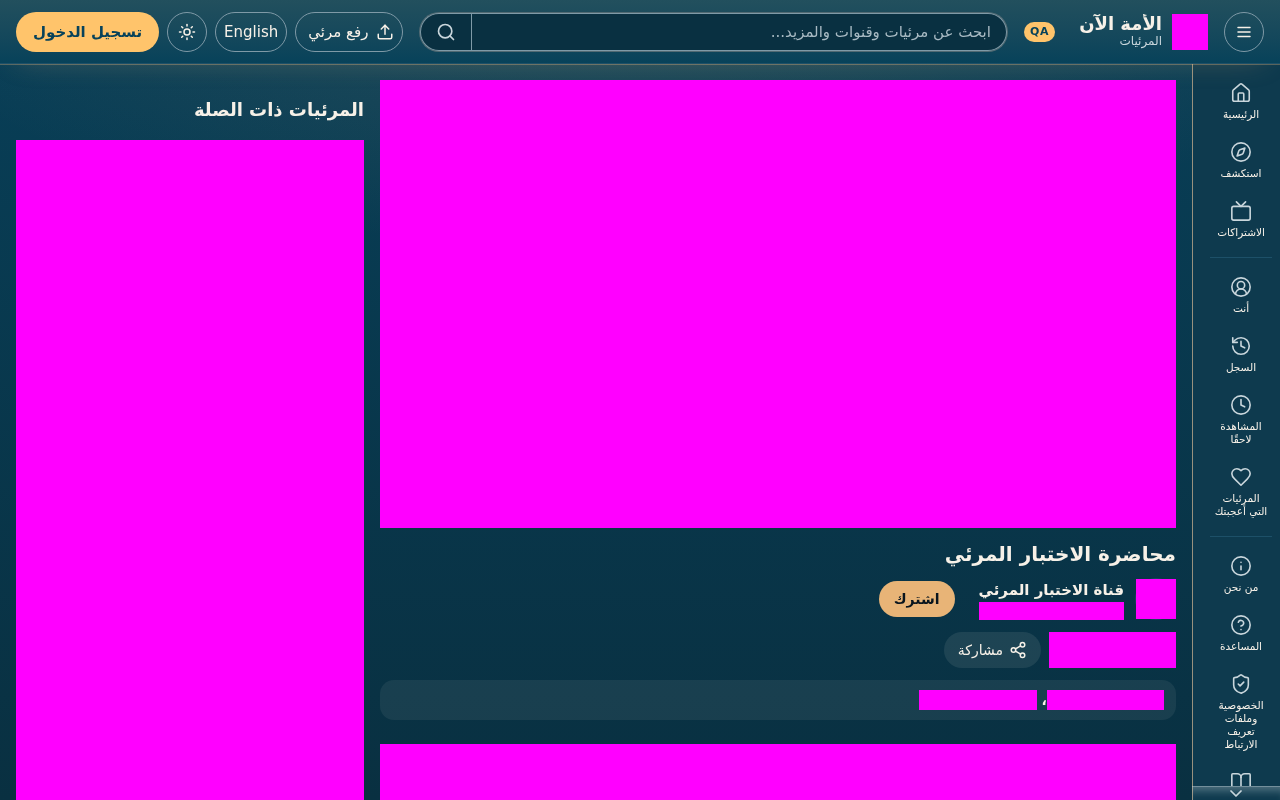 الأمة الآن
المرئيات
QA
ابحث عن مرئيات وقنوات والمزيد...
رفع مرئي
English
تسجيل الدخول
الرئيسية
استكشف
الاشتراكات
أنت
السجل
المشاهدة
لاحقًا
المرئيات
التي أعجبتك
من نحن
المساعدة
الخصوصية
وملفات
تعريف
الارتباط
محاضرة الاختبار المرئي
قناة الاختبار المرئي
اشترك
مشاركة
،
المرئيات ذات الصلة